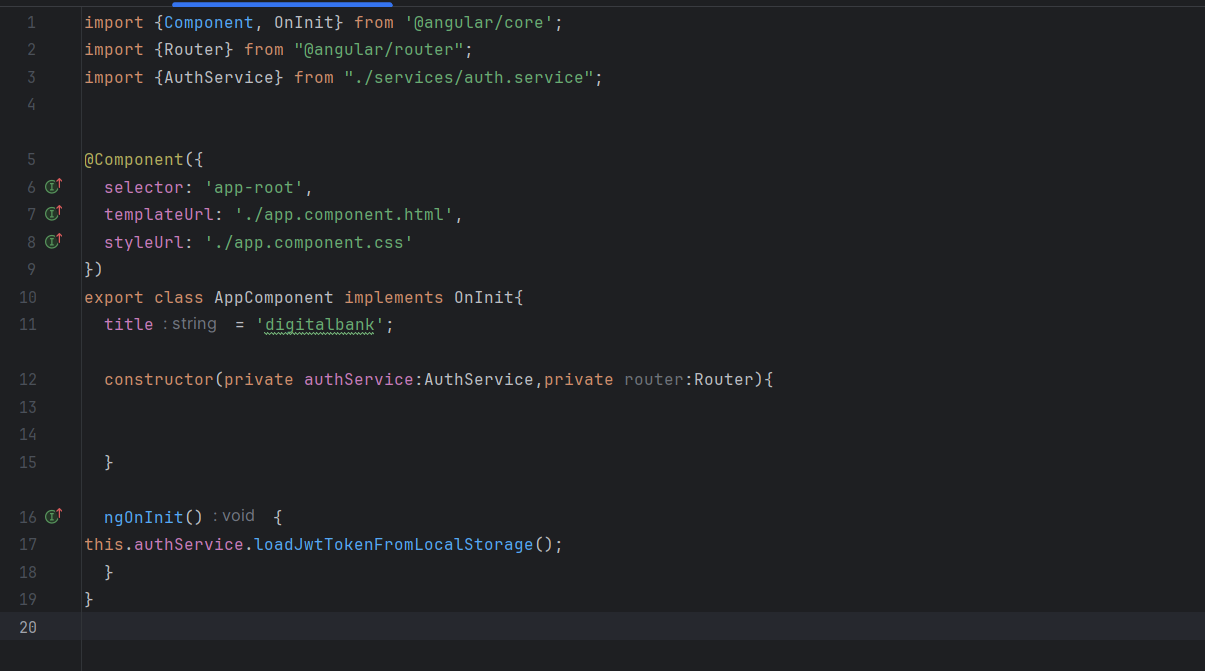 1 import {Component, OnInit} from '@angular/core';
2 import {Router} from "@angular/router";
3 import {AuthService} from "./services/auth.service";
4
5 @Component({
6 selector: 'app-root',
7 templateUrl: './app.component.html',
8 styleUrl: './app.component.css'
9 })
10 export class AppComponent implements OnInit{
11 title : string = 'digitalbank';
12 constructor(private authService:AuthService,private router:Router){
13
14
15 }
16 ngOnInit() : void {
17 this.authService.loadJwtTokenFromLocalStorage();
18 }
19 }
20